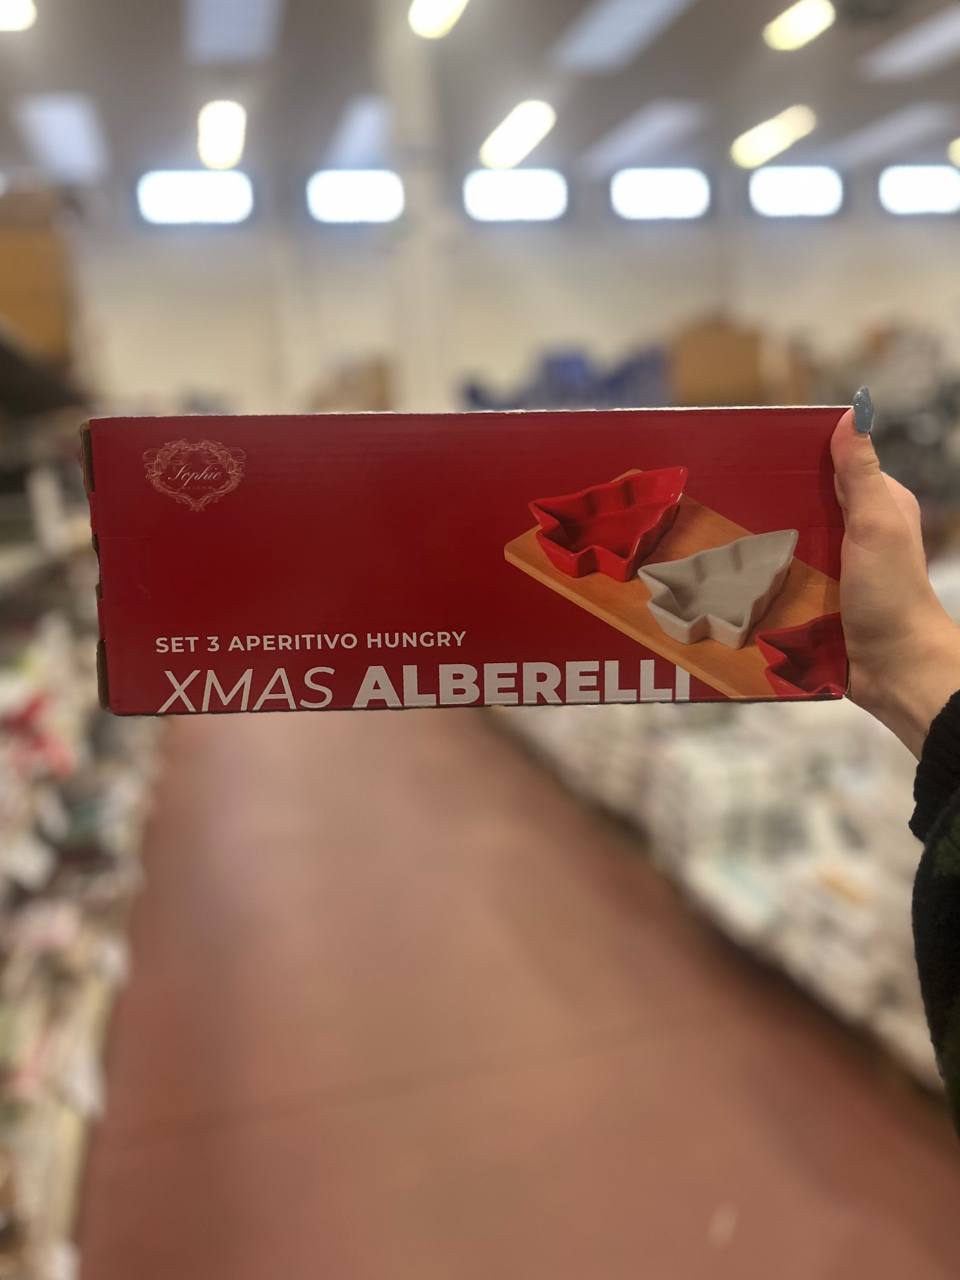 Sophie
SET 3 APERITIVO HUNGRY
XMAS ALBERELLI